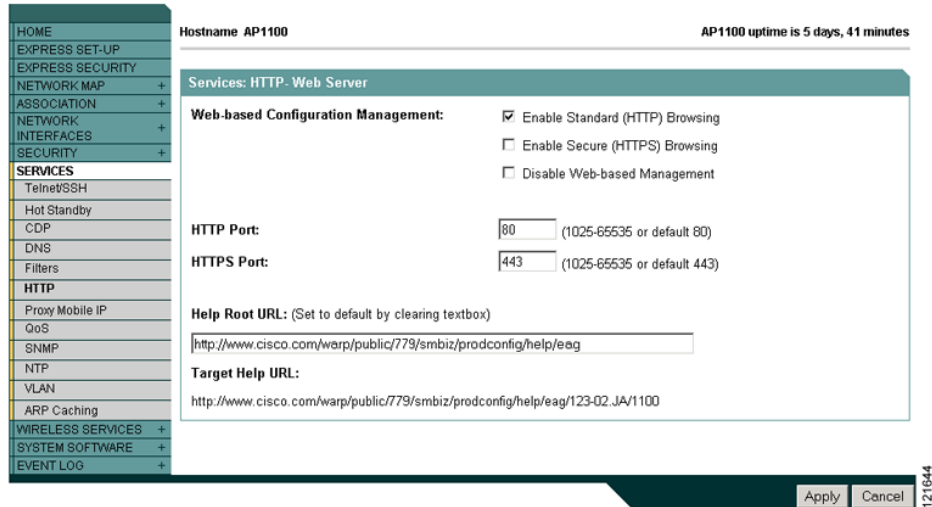 HOME
EXPRESS SET-UP
EXPRESS SECURITY
NETWORK MAP +
ASSOCIATION +
NETWORK
INTERFACES +
SECURITY +
SERVICES
Telnet/SSH
Hot Standby
CDP
DNS
Filters
HTTP
Proxy Mobile IP
QoS
SNMP
NTP
VLAN
ARP Caching
WIRELESS SERVICES +
SYSTEM SOFTWARE +
EVENT LOG +
Hostname AP1100
AP1100 uptime is 5 days, 41 minutes
Services: HTTP- Web Server
Web-based Configuration Management:
Enable Standard (HTTP) Browsing
Enable Secure (HTTPS) Browsing
Disable Web-based Management
HTTP Port: 80 (1025-65535 or default 80)
HTTPS Port: 443 (1025-65535 or default 443)
Help Root URL: (Set to default by clearing textbox)
http://www.cisco.com/warp/public/779/smbiz/prodconfig/help/eag
Target Help URL:
http://www.cisco.com/warp/public/779/smbiz/prodconfig/help/eag/123-02.JA/1100
Apply Cancel
121644